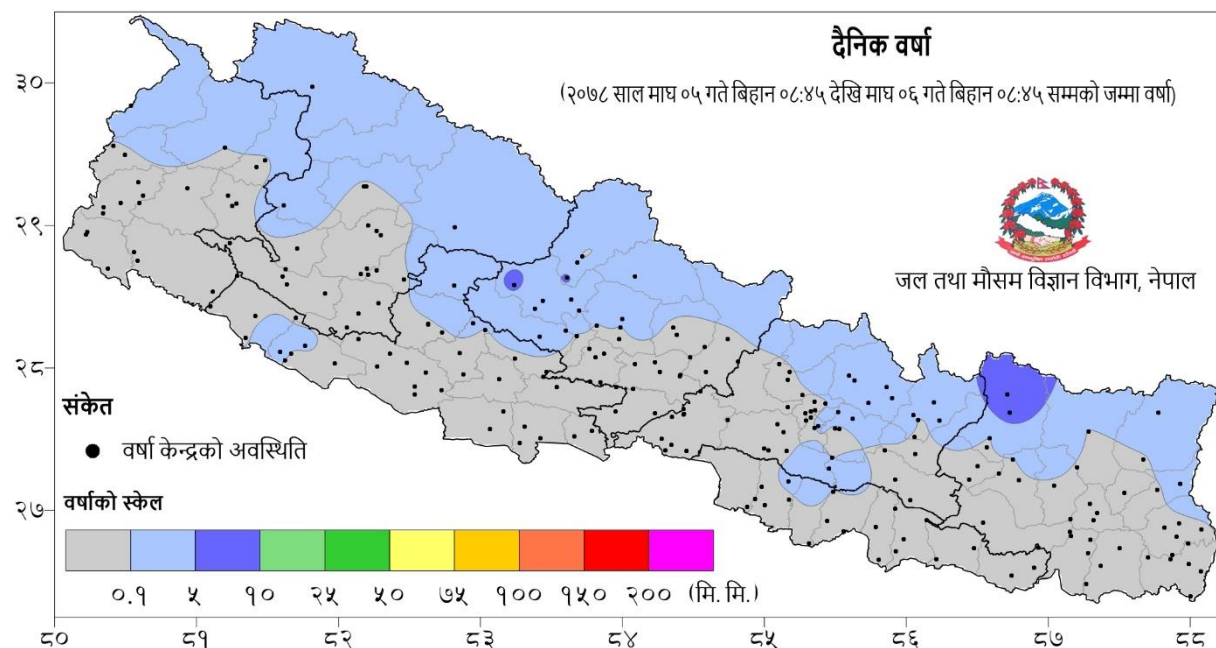 दैनिक वर्षा
(२०७८ साल माघ ०५ गते बिहान ०८:४५ देखि माघ ०६ गते बिहान ०८:४५ सम्मको जम्मा वर्षा)
जल तथा मौसम विज्ञान विभाग, नेपाल
३०
२९
२८
२७
संकेत
वर्षा केन्द्रको अवस्थिति
वर्षाको स्केल
०.१ ५ १० २५ ५० ७५ १०० १५० २०० (मि. मि.)
८० ८१ ८२ ८३ ८४ ८५ ८६ ८७ ८८